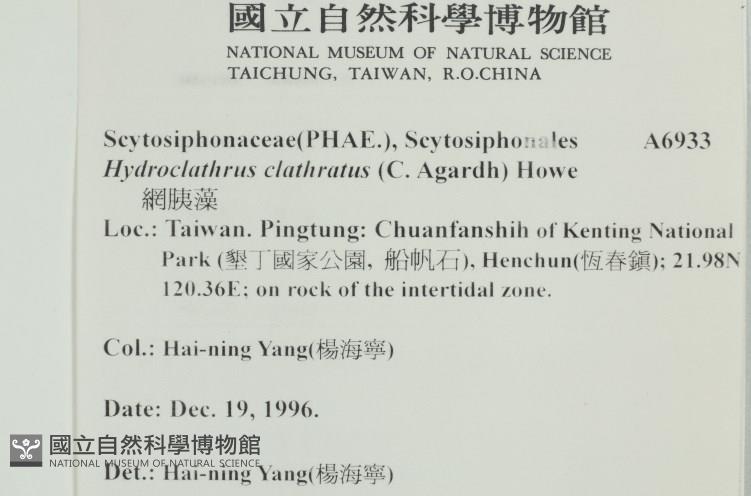 國立自然科學博物館
NATIONAL MUSEUM OF NATURAL SCIENCE
TAICHUNG, TAIWAN, R.O.CHINA
Scytosiphonaceae(PHAE.), Scytosiphonales A6933
Hydroclathrus clathratus (C. Agardh) Howe
網胰藻
Loc.: Taiwan. Pingtung: Chuanfanshih of Kenting National
Park (墾丁國家公園, 船帆石), Henchun(恆春鎭); 21.98N
120.36E; on rock of the intertidal zone.
Col.: Hai-ning Yang(楊海寧)
Date: Dec. 19, 1996.
國立自然科學博物館
NATIONAL MUSEUM OF NATURAL SCIENCE
Det.: Hai-ning Yang(楊海寧)